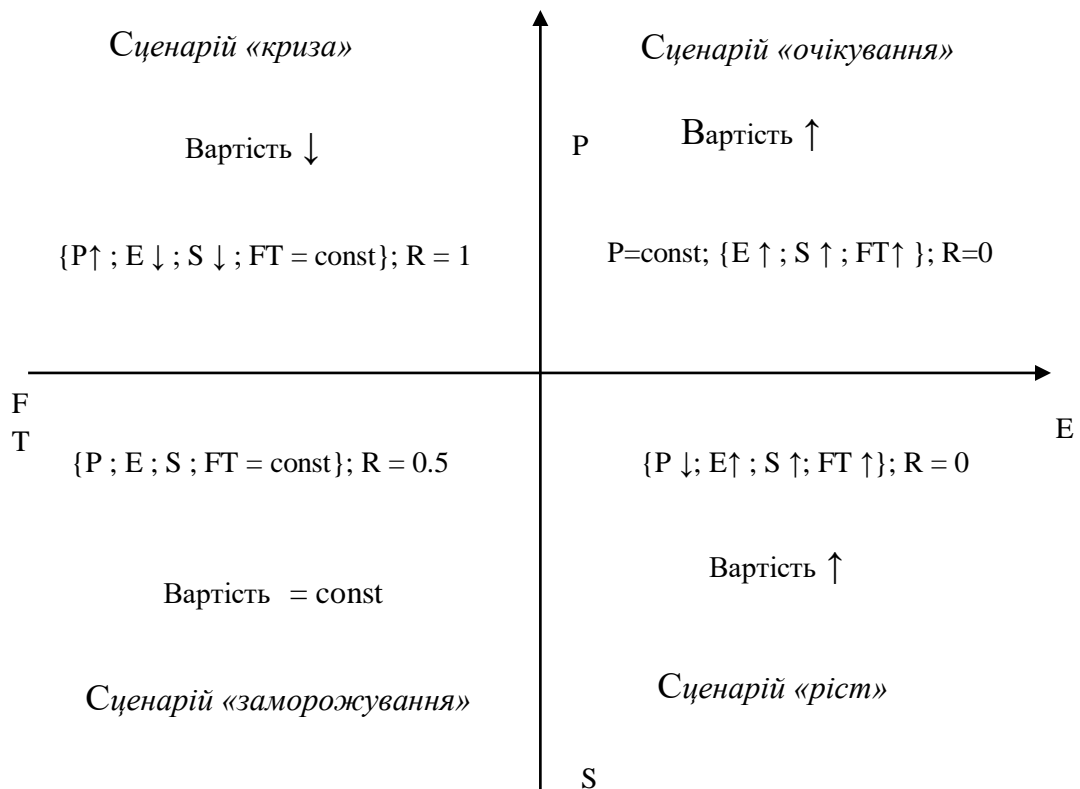 Сценарій «криза»
Сценарій «очікування»
Вартість ↓
P
Вартість ↑
{P↑ ; E ↓ ; S ↓ ; FT = const}; R = 1
P=const; {E ↑ ; S ↑ ; FT↑ }; R=0
F
T
E
{P ; E ; S ; FT = const}; R = 0.5
{P ↓; E↑ ; S ↑; FT ↑}; R = 0
Вартість = const
Вартість ↑
Сценарій «заморожування»
Сценарій «ріст»
S